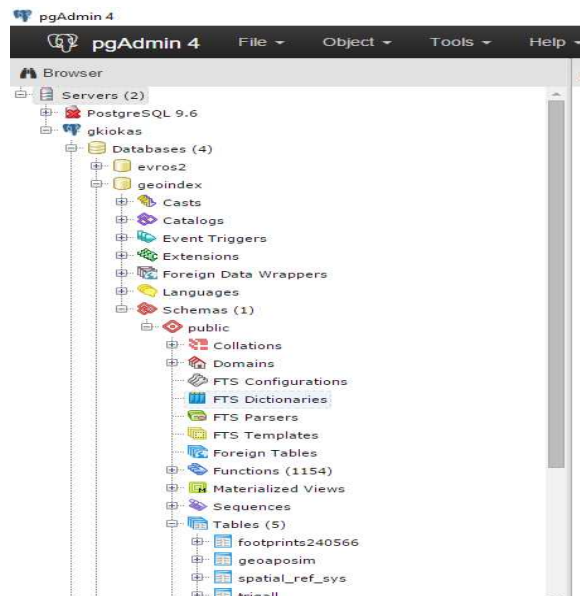 pgAdmin 4
pgAdmin 4 File Object Tools Help
Browser
Servers (2)
PostgreSQL 9.6
gkiokas
Databases (4)
evros2
geoindex
Casts
Catalogs
Event Triggers
Extensions
Foreign Data Wrappers
Languages
Schemas (1)
public
Collations
Domains
FTS Configurations
FTS Dictionaries
FTS Parsers
FTS Templates
Foreign Tables
Functions (1154)
Materialized Views
Sequences
Tables (5)
footprints240566
geoaposim
spatial_ref_sys